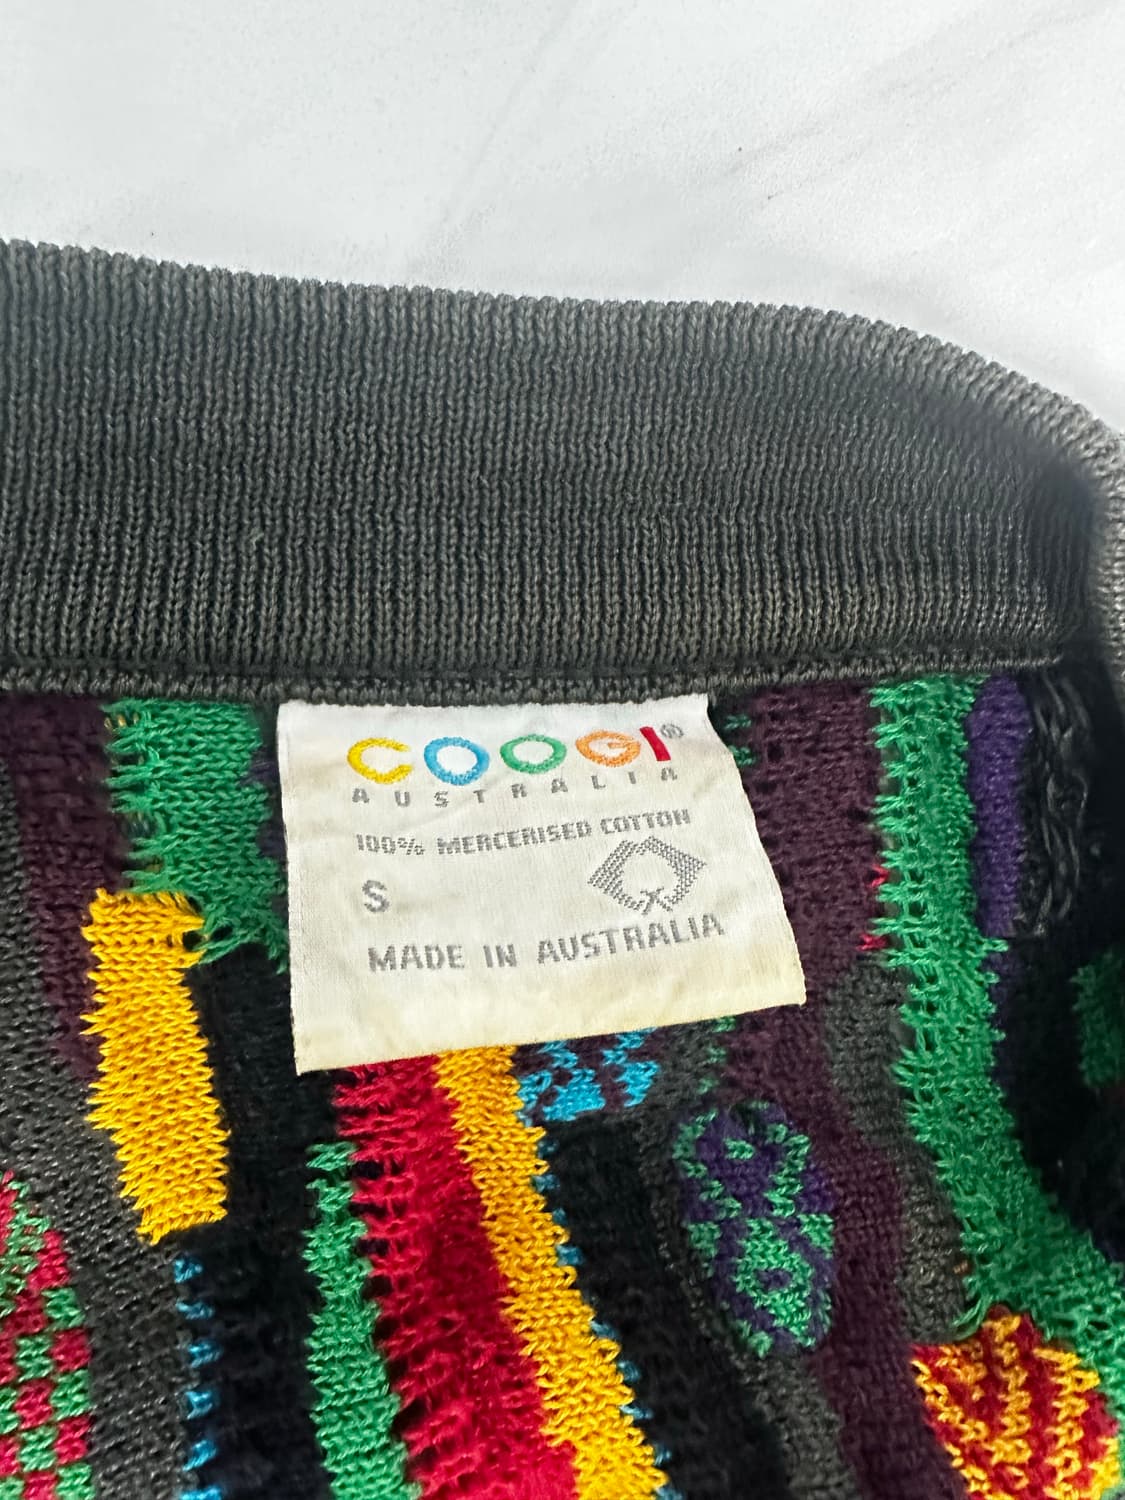 COOGI®
AUSTRALIA
100% MERCERISED COTTON
S
MADE IN AUSTRALIA